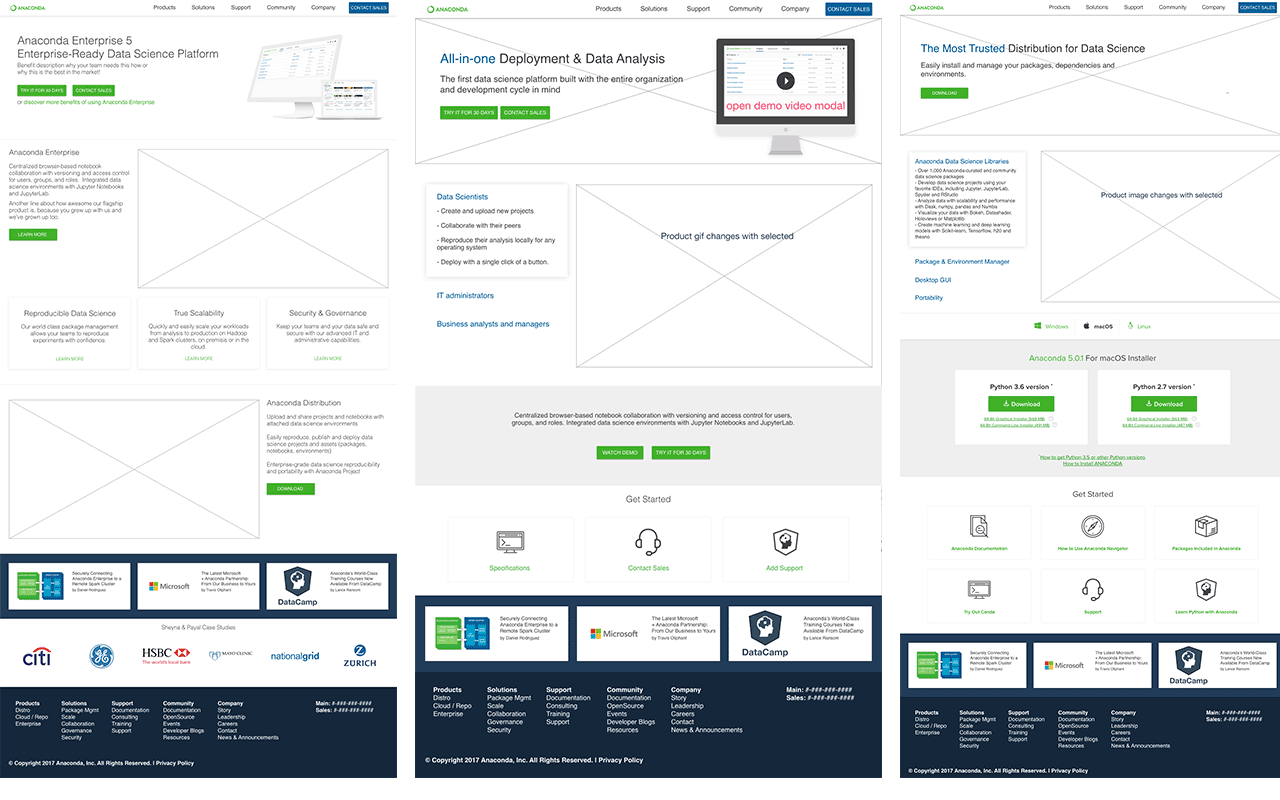 ANACONDA
Products Solutions Support Community Company CONTACT SALES
Anaconda Enterprise 5
Enterprise-Ready Data Science Platform
Benefit description why your team needs this how or
why this is the best in the market!
TRY IT FOR 30 DAYS CONTACT SALES
or discover more benefits of using Anaconda Enterprise
Anaconda Enterprise
Centralized browser-based notebook
collaboration with versioning and access control
for users, groups, and roles. Integrated data
science environments with Jupyter Notebooks
and JupyterLab.
Another line about how awesome our flagship
product is, because you grew up with us and
we've grown up too.
LEARN MORE
Reproducible Data Science
Our world class package management
allows your teams to reproduce
experiments with confidence.
LEARN MORE
True Scalability
Quickly and easily scale your workloads
from analysis to production on Hadoop
and Spark clusters, on premisis or in the
cloud.
LEARN MORE
Security & Governance
Keep your teams and your data safe and
secure with our advanced IT and
administrative capabilities.
LEARN MORE
Anaconda Distribution
Upload and share projects and notebooks with
attached data science environments
Easily reproduce, publish and deploy data
science projects and assets (packages,
notebooks, environments)
Enterprise-grade data science reproducibility
and portability with Anaconda Project
DOWNLOAD
Securely Connecting
Anaconda Enterprise to a
Remote Spark Cluster
by Daniel Rodriguez
Microsoft
The Latest Microsoft
+ Anaconda Partnership:
From Our Business to Yours
by Travis Oliphant
DataCamp
Anaconda's World-Class
Training Courses Now
Available From DataCamp
by Lance Ransom
Sheyna & Payal Case Studies
citi
GE
HSBC
The world's local bank
MAYO CLINIC
nationalgrid
ZURICH
Products Solutions Support Community Company Main: #-###-###-####
Distro Package Mgmt Documentation Documentation Story Sales: #-###-###-####
Cloud / Repo Scale Consulting OpenSource Leadership
Enterprise Collaboration Training Events Careers
Governance Support Developer Blogs Contact
Security Resources News & Announcements
© Copyright 2017 Anaconda, Inc. All Rights Reserved. I Privacy Policy
ANACONDA
Products Solutions Support Community Company CONTACT SALES
All-in-one Deployment & Data Analysis
The first data science platform built with the entire organization
and development cycle in mind
TRY IT FOR 30 DAYS CONTACT SALES
open demo video modal
Data Scientists
- Create and upload new projects
- Collaborate with their peers
- Reproduce their analysis locally for any
operating system
- Deploy with a single click of a button.
IT administrators
Business analysts and managers
Product gif changes with selected
Centralized browser-based notebook collaboration with versioning and access control for users,
groups, and roles. Integrated data science environments with Jupyter Notebooks and JupyterLab.
WATCH DEMO TRY IT FOR 30 DAYS
Get Started
Specifications Contact Sales Add Support
Securely Connecting
Anaconda Enterprise to a
Remote Spark Cluster
by Daniel Rodriguez
Microsoft
The Latest Microsoft
+ Anaconda Partnership:
From Our Business to Yours
by Travis Oliphant
DataCamp
Anaconda's World-Class
Training Courses Now
Available From DataCamp
by Lance Ransom
Products Solutions Support Community Company Main: #-###-###-####
Distro Package Mgmt Documentation Documentation Story Sales: #-###-###-####
Cloud / Repo Scale Consulting OpenSource Leadership
Enterprise Collaboration Training Events Careers
Governance Support Developer Blogs Contact
Security Resources News & Announcements
© Copyright 2017 Anaconda, Inc. All Rights Reserved. I Privacy Policy
ANACONDA
Products Solutions Support Community Company CONTACT SALES
The Most Trusted Distribution for Data Science
Easily install and manage your packages, dependencies and
environments.
DOWNLOAD
Anaconda Data Science Libraries
- Over 1,000 Anaconda curated and community
data science packages
- Develop data science projects using your
favorite IDEs, including Jupyter, JupyterLab,
Spyder and RStudio
- Analyze data with scalability and performance
with Dask, numpy, pandas and Numba
- Visualize your data with Bokeh, Datashader,
Holoviews or Matplotlib
- Create machine learning and deep learning
models with Scikit-learn, Tensorflow, h20 and
theano
Package & Environment Manager
Desktop GUI
Portability
Product image changes with selected
Windows macOS Linux
Anaconda 5.0.1 For macOS Installer
Python 3.6 version *
Download
64-Bit Graphical Installer (569 MB)
64-Bit Command Line Installer (491 MB)
Python 2.7 version *
Download
64-Bit Graphical Installer (563 MB)
64-Bit Command Line Installer (487 MB)
*How to get Python 3.5 or other Python versions
How to Install ANACONDA
Get Started
Anaconda Documentation How to Use Anaconda Navigator Packages Included in Anaconda
Try Out Conda Support Learn Python with Anaconda
Securely Connecting
Anaconda Enterprise to a
Remote Spark Cluster
by Daniel Rodriguez
Microsoft
The Latest Microsoft
+ Anaconda Partnership:
From Our Business to Yours
by Travis Oliphant
DataCamp
Anaconda's World-Class
Training Courses Now
Available From DataCamp
by Lance Ransom
Products Solutions Support Community Company Main: #-###-###-####
Distro Package Mgmt Documentation Documentation Story Sales: #-###-###-####
Cloud / Repo Scale Consulting OpenSource Leadership
Enterprise Collaboration Training Events Careers
Governance Support Developer Blogs Contact
Security Resources News & Announcements
© Copyright 2017 Anaconda, Inc. All Rights Reserved. I Privacy Policy